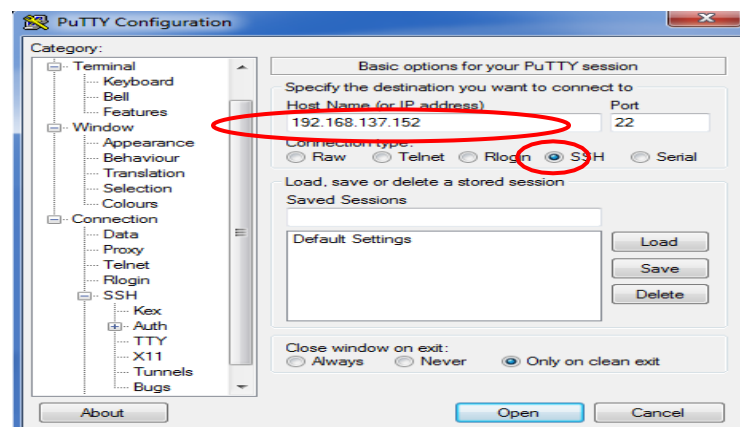 PuTTY Configuration
Category:
Terminal
Keyboard
Bell
Features
Window
Appearance
Behaviour
Translation
Selection
Colours
Connection
Data
Proxy
Telnet
Rlogin
SSH
Kex
Auth
TTY
X11
Tunnels
Bugs
Basic options for your PuTTY session
Specify the destination you want to connect to
Host Name (or IP address) Port
192.168.137.152 22
Connection type:
Raw Telnet Rlogin SSH Serial
Load, save or delete a stored session
Saved Sessions
Default Settings
Load
Save
Delete
Close window on exit:
Always Never Only on clean exit
About Open Cancel